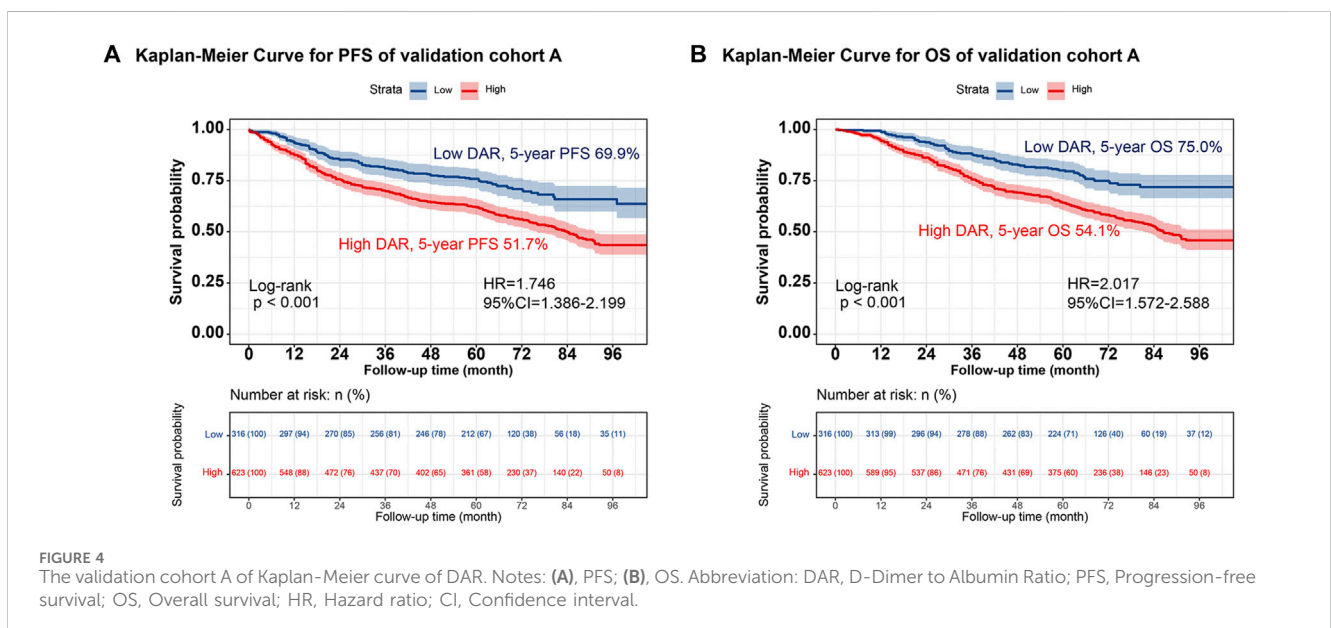 A Kaplan-Meier Curve for PFS of validation cohort A
Strata Low High
Survival probability
1.00
0.75
0.50
0.25
0.00
Low DAR, 5-year PFS 69.9%
High DAR, 5-year PFS 51.7%
Log-rank
p < 0.001
HR=1.746
95%CI=1.386-2.199
0 12 24 36 48 60 72 84 96
Follow-up time (month)
Number at risk: n (%)
Survival probability
Low 316 (100) 297 (94) 270 (85) 256 (81) 246 (78) 212 (67) 120 (38) 56 (18) 35 (11)
High 623 (100) 548 (88) 472 (76) 437 (70) 402 (65) 361 (58) 230 (37) 140 (22) 50 (8)
0 12 24 36 48 60 72 84 96
Follow-up time (month)
B Kaplan-Meier Curve for OS of validation cohort A
Strata Low High
Survival probability
1.00
0.75
0.50
0.25
0.00
Low DAR, 5-year OS 75.0%
High DAR, 5-year OS 54.1%
Log-rank
p < 0.001
HR=2.017
95%CI=1.572-2.588
0 12 24 36 48 60 72 84 96
Follow-up time (month)
Number at risk: n (%)
Survival probability
Low 316 (100) 313 (99) 296 (94) 278 (88) 262 (83) 224 (71) 126 (40) 60 (19) 37 (12)
High 623 (100) 589 (95) 537 (86) 471 (76) 431 (69) 375 (60) 236 (38) 146 (23) 50 (8)
0 12 24 36 48 60 72 84 96
Follow-up time (month)
FIGURE 4
The validation cohort A of Kaplan-Meier curve of DAR. Notes: (A), PFS; (B), OS. Abbreviation: DAR, D-Dimer to Albumin Ratio; PFS, Progression-free
survival; OS, Overall survival; HR, Hazard ratio; CI, Confidence interval.